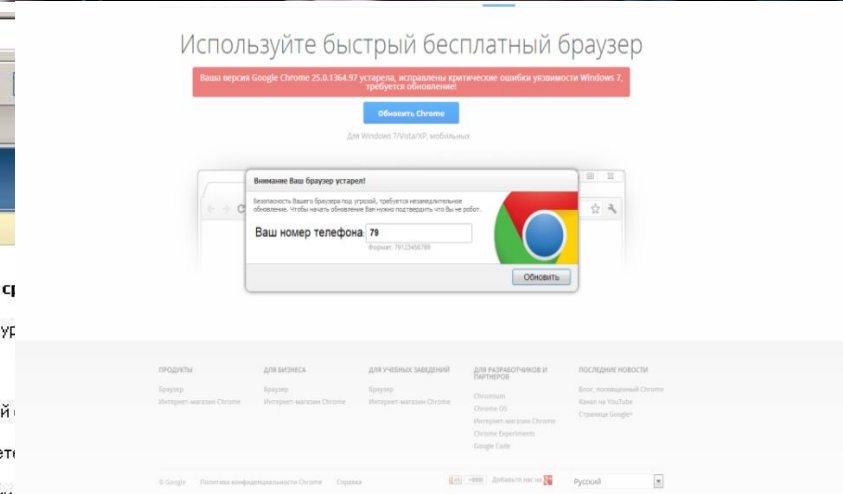 Используйте быстрый бесплатный браузер
Ваша версия Google Chrome 25.0.1364.97 устарела, исправлены критические ошибки уязвимости Windows 7,
требуется обновление!
Обновить Chrome
Для Windows 7/Vista/XP, мобильных
Внимание Ваш браузер устарел!
Безопасность Вашего браузера под угрозой, требуется незамедлительное
обновление. Чтобы начать обновление Вам нужно подтвердить что Вы не робот.
Ваш номер телефона: 79
Формат: 79123456789
Обновить
ПРОДУКТЫ
Браузер
Интернет-магазин Chrome
ДЛЯ БИЗНЕСА
Браузер
Интернет-магазин Chrome
ДЛЯ УЧЕБНЫХ ЗАВЕДЕНИЙ
Браузер
Интернет-магазин Chrome
ДЛЯ РАЗРАБОТЧИКОВ И
ПАРТНЕРОВ
Chromium
Chrome OS
Интернет-магазин Chrome
Chrome Experiments
Google Code
ПОСЛЕДНИЕ НОВОСТИ
Блог, посвященный Chrome
Канал на YouTube
Страница Google+
© Google Политика конфиденциальности Chrome Справка
Добавьте нас на
Русский